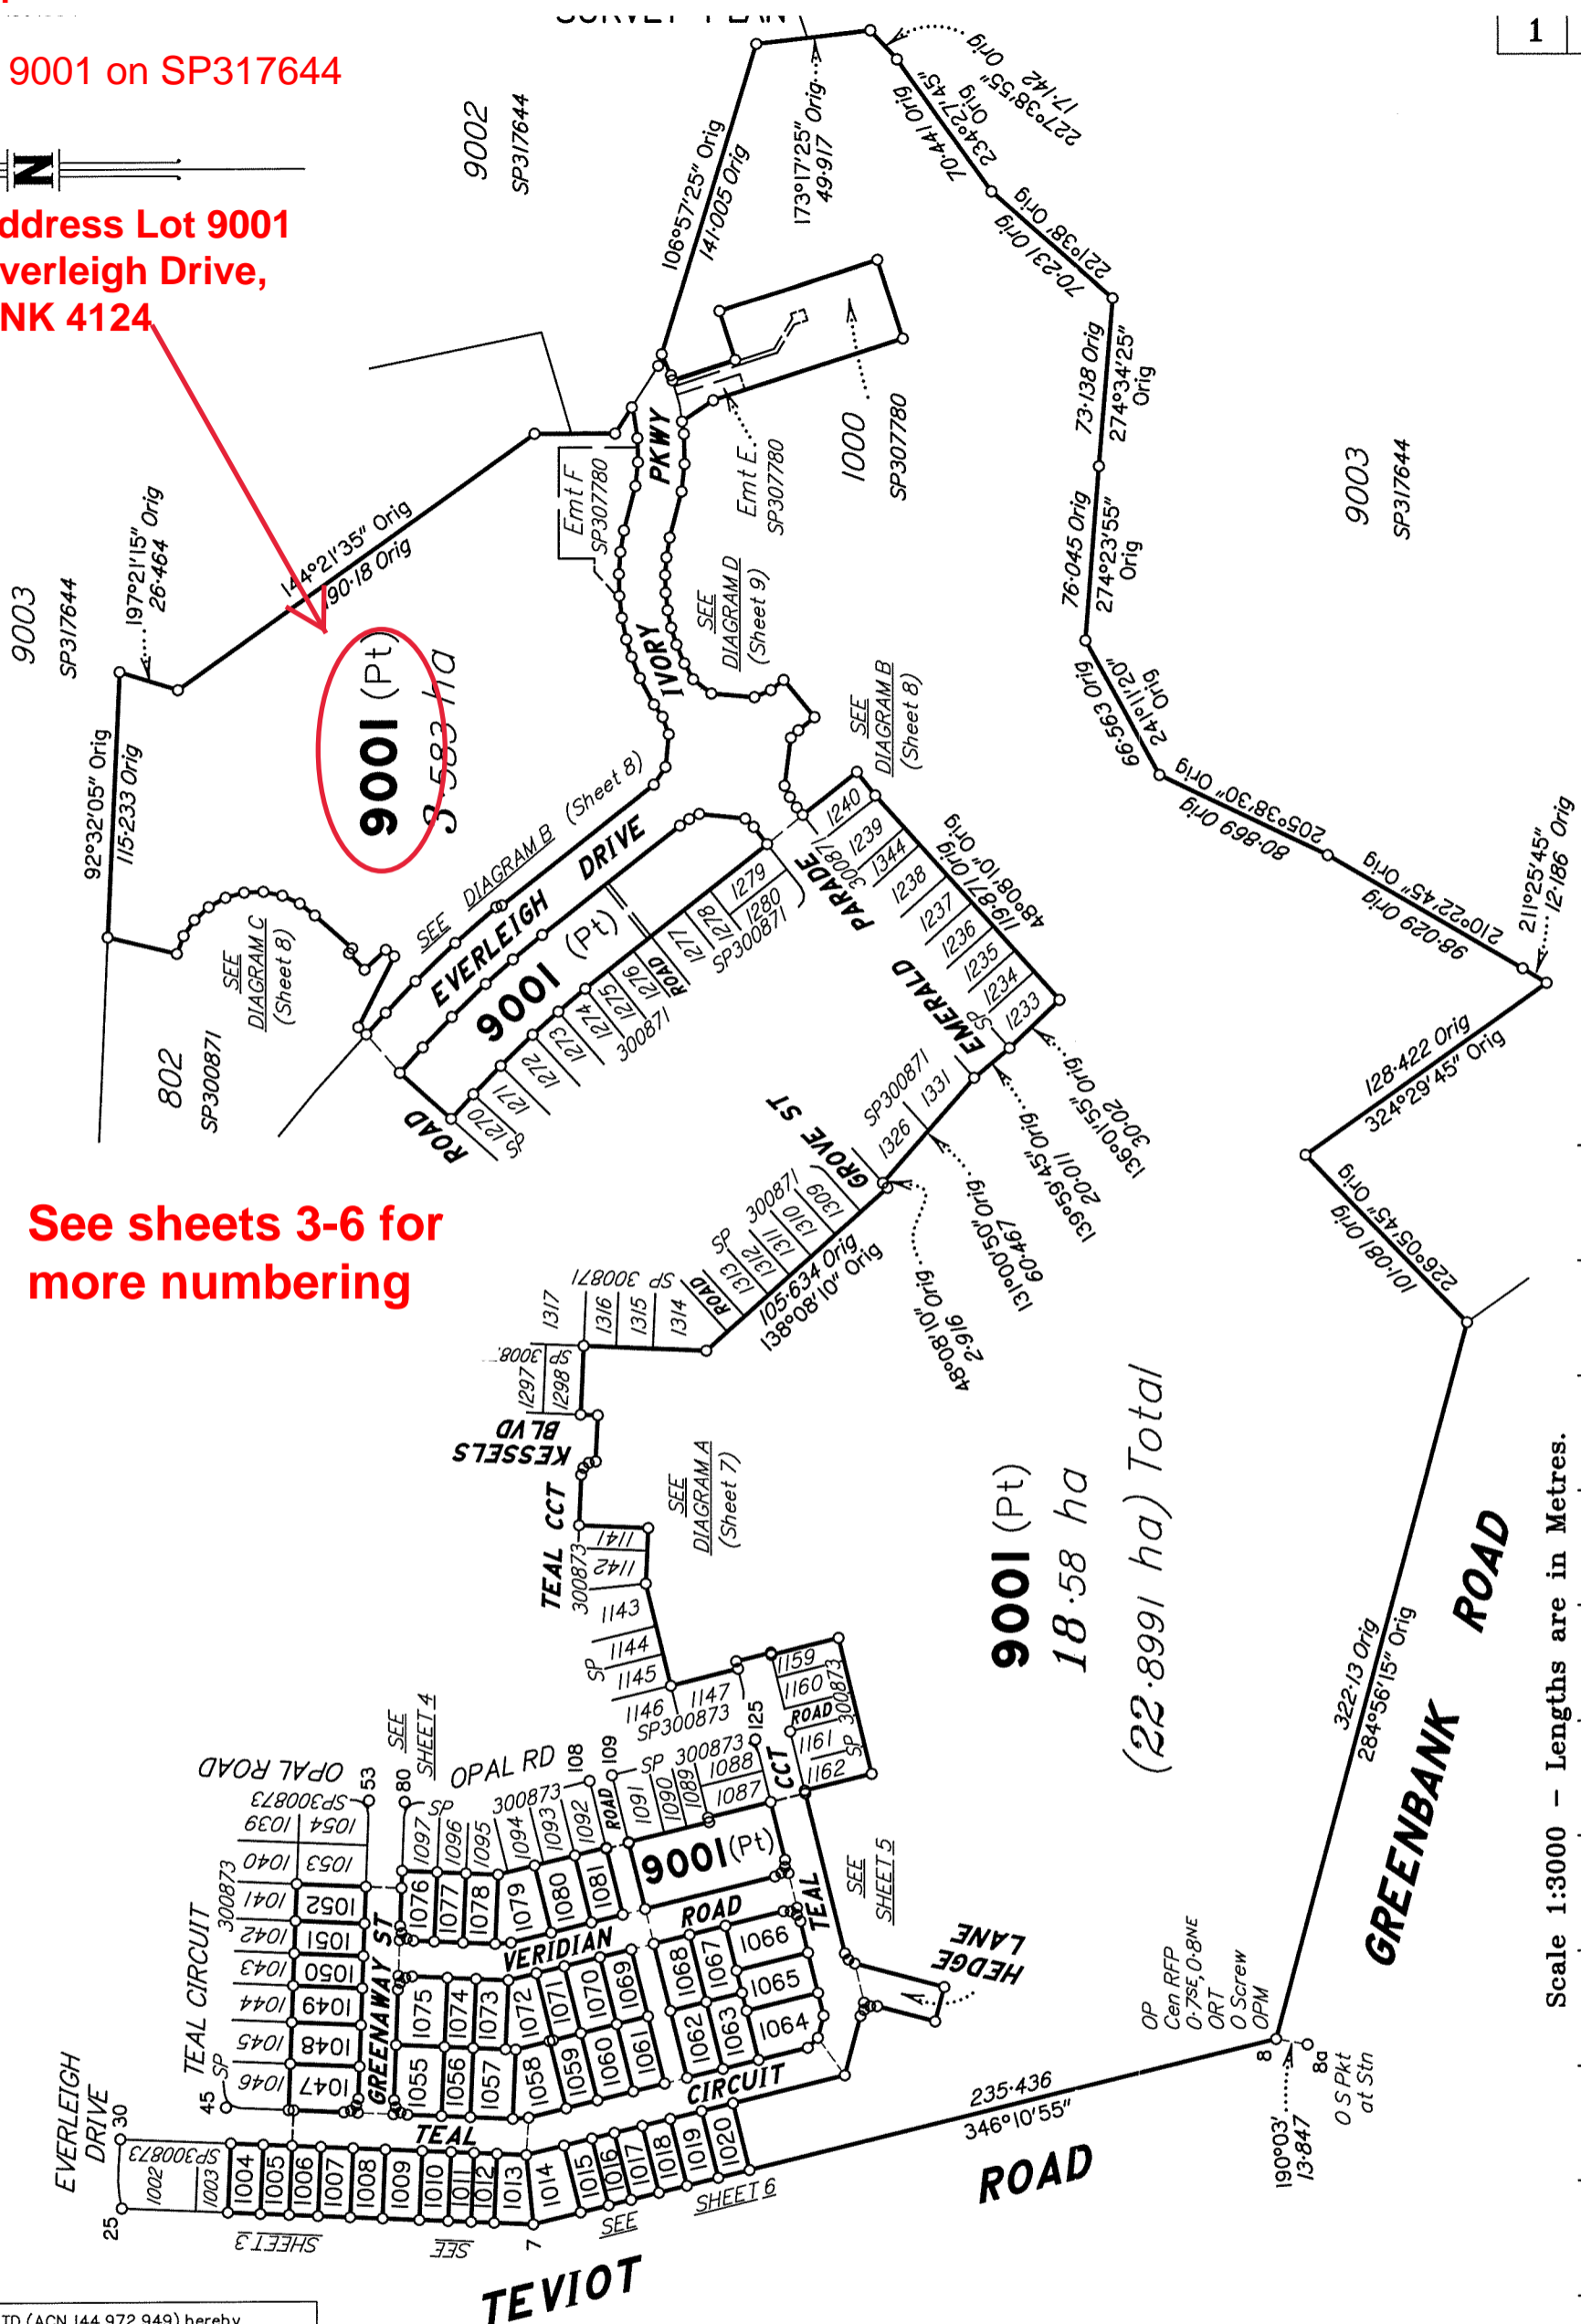 1
9001 on SP317644
N
ddress Lot 9001
verleigh Drive,
NK 4124
See sheets 3-6 for
more numbering
9002
SP317644
106°57'25" Orig
141·005 Orig
173°17'25" Orig
49·917
227°38'55" Orig
17·142
234°27'45"
Orig
70·441 Orig
221°38' Orig
70·231 Orig
73·138 Orig
274°34'25"
Orig
76·045 Orig
274°23'55"
Orig
66·563 Orig
241°11'20"
Orig
205°38'30" Orig
80·869 Orig
210°22'45" Orig
98·029 Orig
211°25'45" Orig
12·186
128·422 Orig
324°29'45" Orig
226°05'45" Orig
101·081 Orig
322·13 Orig
284°56'15" Orig
9003
SP317644
9003
SP317644
197°21'15" Orig
26·464
144°21'35" Orig
190·18 Orig
92°32'05" Orig
115·233 Orig
9001 (Pt)
3·583 ha
Emt F
SP307780
IVORY PKWY
Emt E
SP307780
1000
SP307780
SEE
DIAGRAM D
(Sheet 9)
SEE
DIAGRAM B
(Sheet 8)
SEE DIAGRAM B (Sheet 8)
SEE
DIAGRAM C
(Sheet 8)
802
SP300871
EVERLEIGH DRIVE
9001 (Pt)
ROAD
1270
SP
1271
1272
1273
1274
1275
1276
300871
ROAD
1277
1278
1279
1280
SP300871
EMERALD PARADE
1240
1239
300871
1344
1238
1237
1236
1235
1234
1233
SP
119·871 Orig
48°08'10" Orig
136°01'55" Orig
30·02
139°59'45" Orig
20·011
131°00'50" Orig
60·467
48°08'10" Orig
2·916
SP300871
1331
1326
GROVE ST
1309
1310
1311
1312
1313
SP 300871
ROAD
105·634 Orig
138°08'10" Orig
1317
1316
1315
1314
SP 300871
1297
1298
SP 3008
KESSELS
BLVD
TEAL CCT
300873
1141
1142
1143
1144
1145
1146
SP
1147
SP300873
SEE
DIAGRAM A
(Sheet 7)
9001 (Pt)
18·58 ha
(22·8991 ha) Total
1159
1160
ROAD
1161
1162
SP 300873
125
CCT
SP 300873
1088
1087
1089
1090
1091
ROAD
109
108
OPAL RD
300873
1092
1093
1094
1095
1096
1097
SP
SEE
SHEET 4
80
53
OPAL ROAD
SP300873
1039 1054
1040 1053
300873
1041 1052
1042 1051
1043 1050
1044 1049
1045 1048
1046 1047
TEAL CIRCUIT
SP
45
GREENAWAY ST
1076
1077
1078
1079
1080
1081
9001(Pt)
VERIDIAN ROAD
1075
1074
1073
1072
1071
1070
1069
1068
1067
1066
1065
1064
1063
1062
1061
1060
1059
1058
1057
1056
1055
TEAL
SEE
SHEET 5
HEDGE
LANE
TEAL CIRCUIT
EVERLEIGH
DRIVE
30
25
SP300873
1002
1003
1004
1005
1006
1007
1008
1009
1010
1011
1012
1013
1014
1015
1016
1017
1018
1019
1020
SEE SHEET 3
7
SEE SHEET 6
TEVIOT ROAD
235·436
346°10'55"
OP
Cen RFP
0·7SE, 0·8NE
ORT
O Screw
OPM
8
8a
O S Pkt
at Stn
190°03'
13·847
GREENBANK ROAD
Scale 1:3000 – Lengths are in Metres.
TD (ACN 144 972 949) hereby